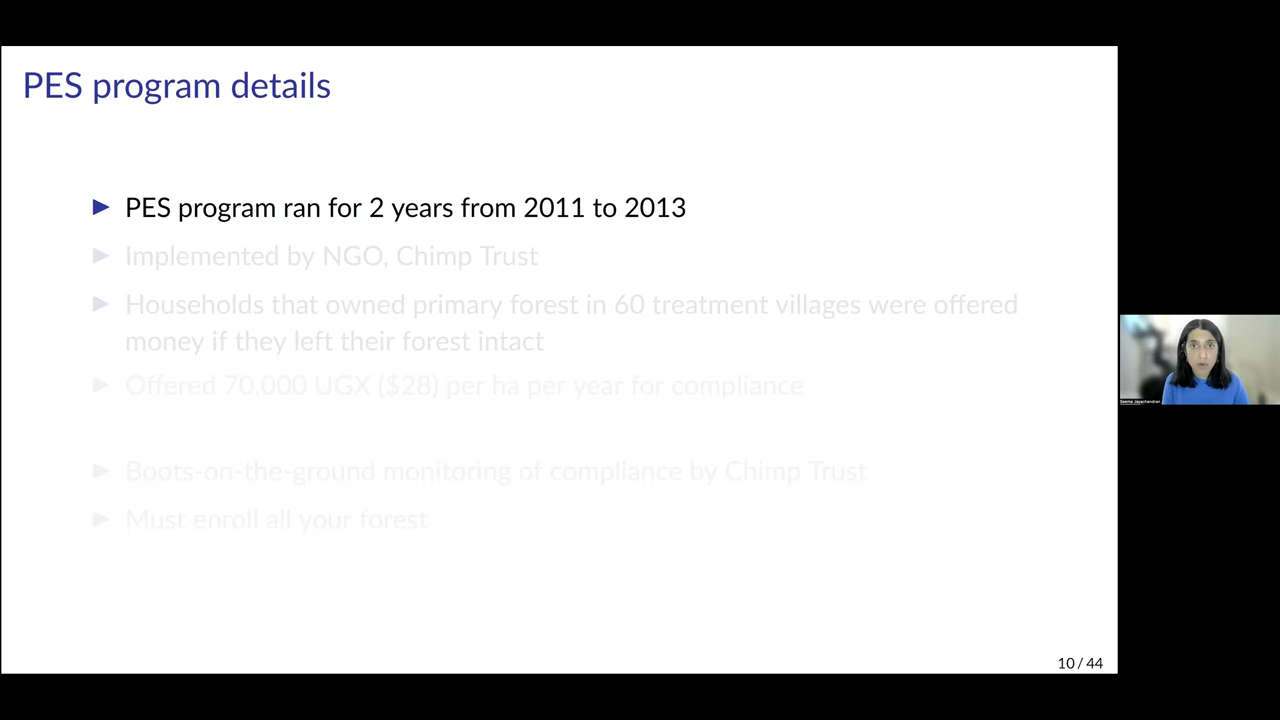 PES program details
▶ PES program ran for 2 years from 2011 to 2013
▶ Implemented by NGO, Chimp Trust
▶ Households that owned primary forest in 60 treatment villages were offered
money if they left their forest intact
▶ Offered 70,000 UGX ($28) per ha per year for compliance
▶ Boots-on-the-ground monitoring of compliance by Chimp Trust
▶ Must enroll all your forest
Seema Jayachandran
10 / 44